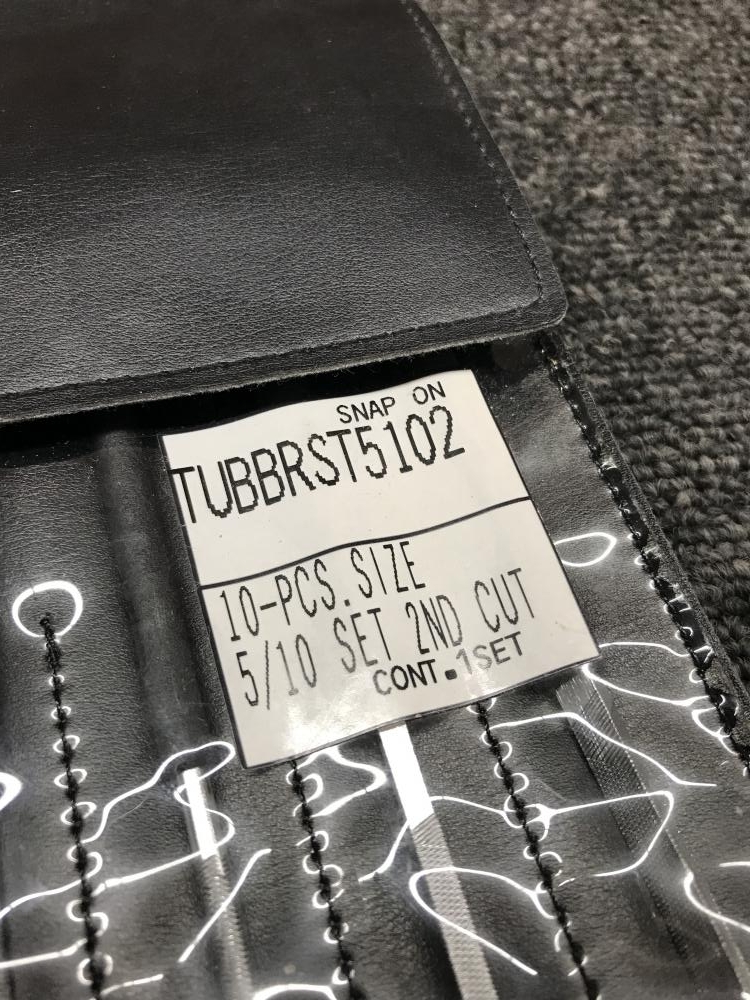 SNAP ON
TUBBRST5102
10-PCS.SIZE
5/10 SET 2ND CUT
CONT.1SET